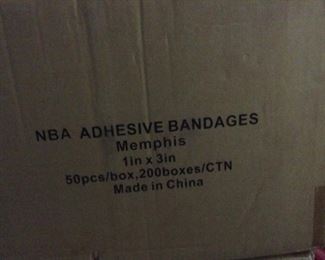 NBA ADHESIVE BANDAGES
Memphis
1in x 3in
50pcs/box,200boxes/CTN
Made in China